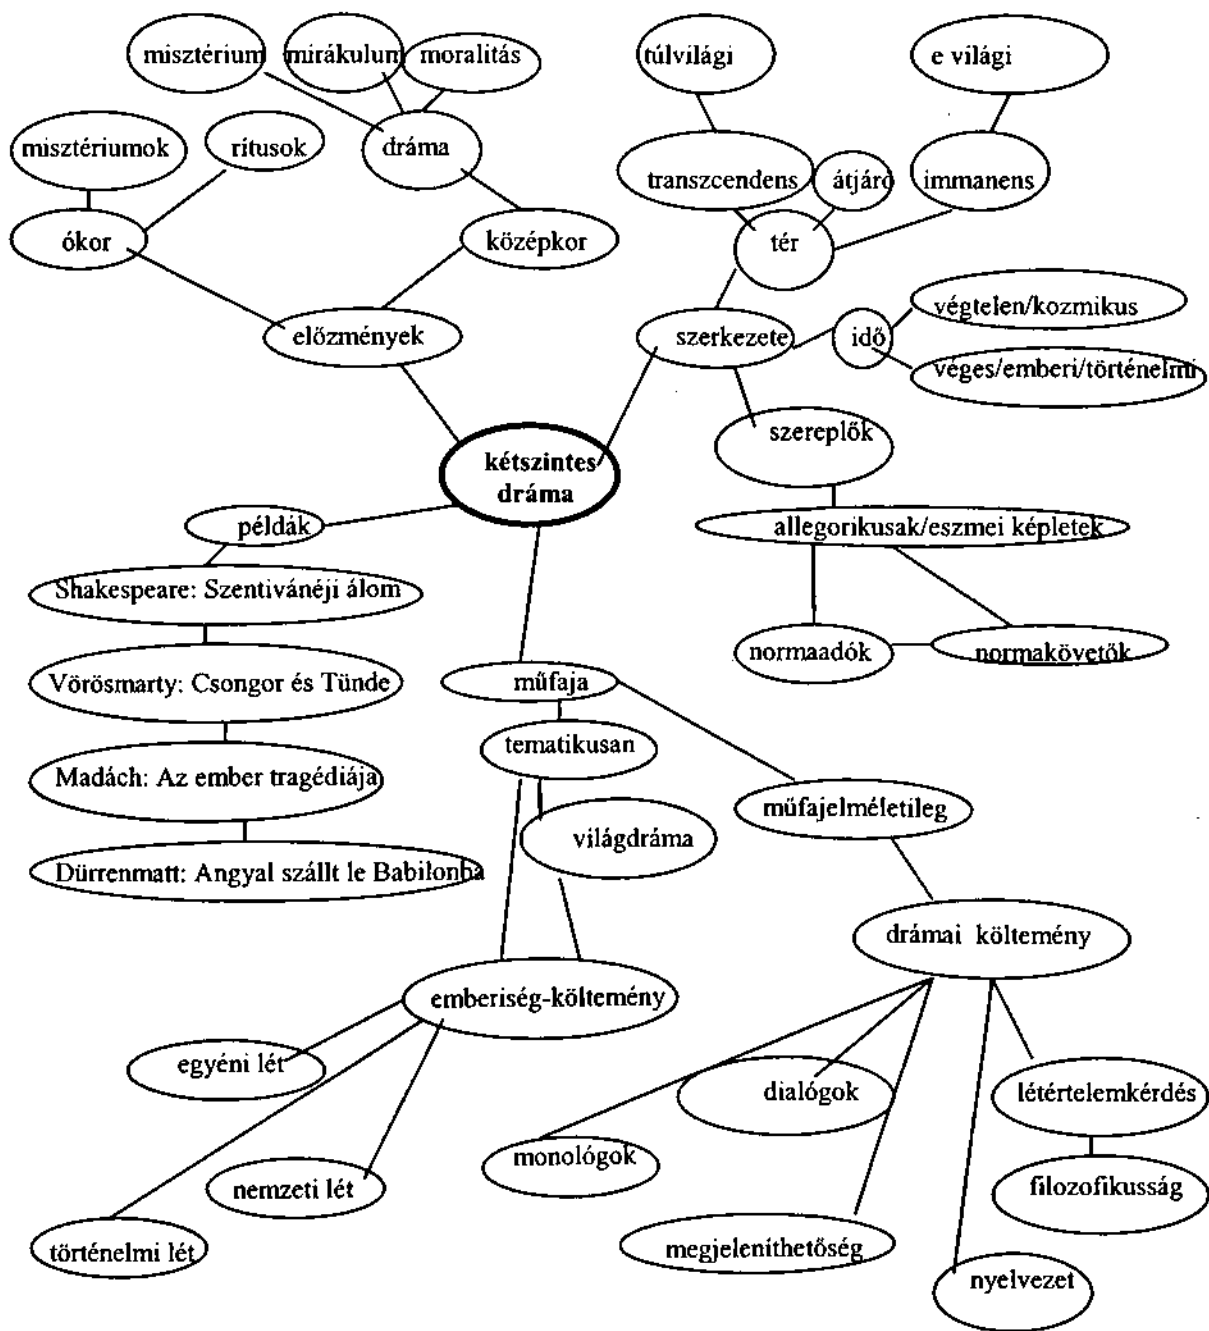 misztérium
mirákulum
moralitás
túlvilági
e világi
misztériumok
rítusok
dráma
transzcendens
átjáró
immanens
ókor
középkor
tér
előzmények
szerkezete
idő
végtelen/kozmikus
véges/emberi/történelmi
szereplők
kétszintes
dráma
példák
allegorikusak/eszmei képletek
Shakespeare: Szentivánéji álom
normaadók
normakövetők
Vörösmarty: Csongor és Tünde
műfaja
tematikusan
Madách: Az ember tragédiája
műfajelméletileg
világdráma
Dürrenmatt: Angyal szállt le Babilonba
drámai költemény
emberiség-költemény
egyéni lét
dialógok
létértelemkérdés
monológok
nemzeti lét
filozofikusság
történelmi lét
megjeleníthetőség
nyelvezet